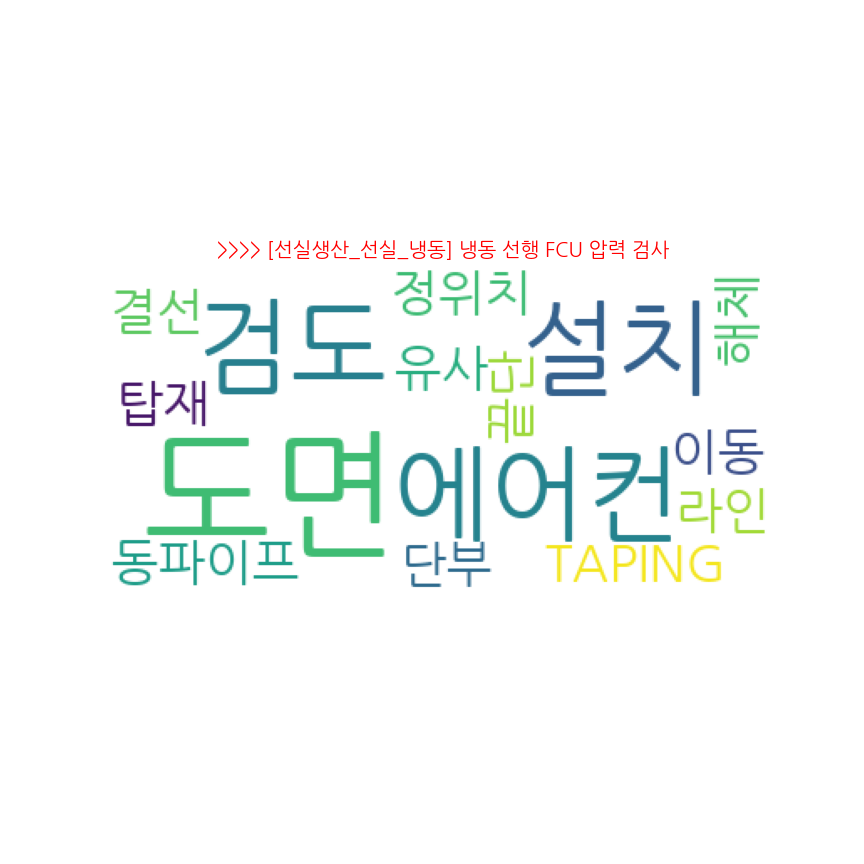 >>>> [선실생산_선실_냉동] 냉동 선행 FCU 압력 검사
결선
검도
정위치
설치
해체
유사
끝단
탑재
도면
에어컨
이동
라인
동파이프
단부
TAPING